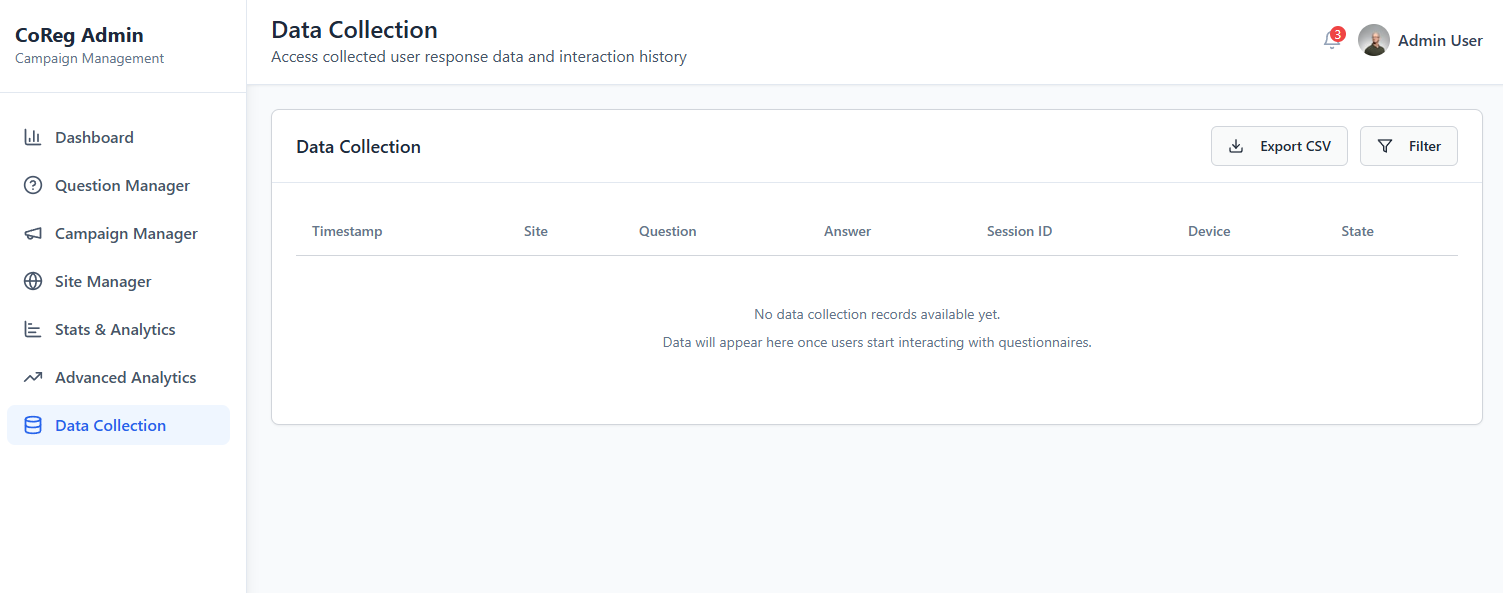 CoReg Admin
Campaign Management
Dashboard
Question Manager
Campaign Manager
Site Manager
Stats & Analytics
Advanced Analytics
Data Collection
Data Collection
Access collected user response data and interaction history
3
Admin User
Data Collection
Export CSV
Filter
Timestamp Site Question Answer Session ID Device State
No data collection records available yet.
Data will appear here once users start interacting with questionnaires.